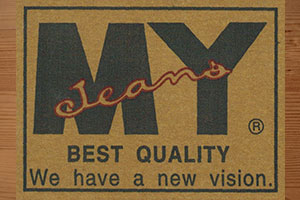 MY
Jeans
®
BEST QUALITY
We have a new vision.